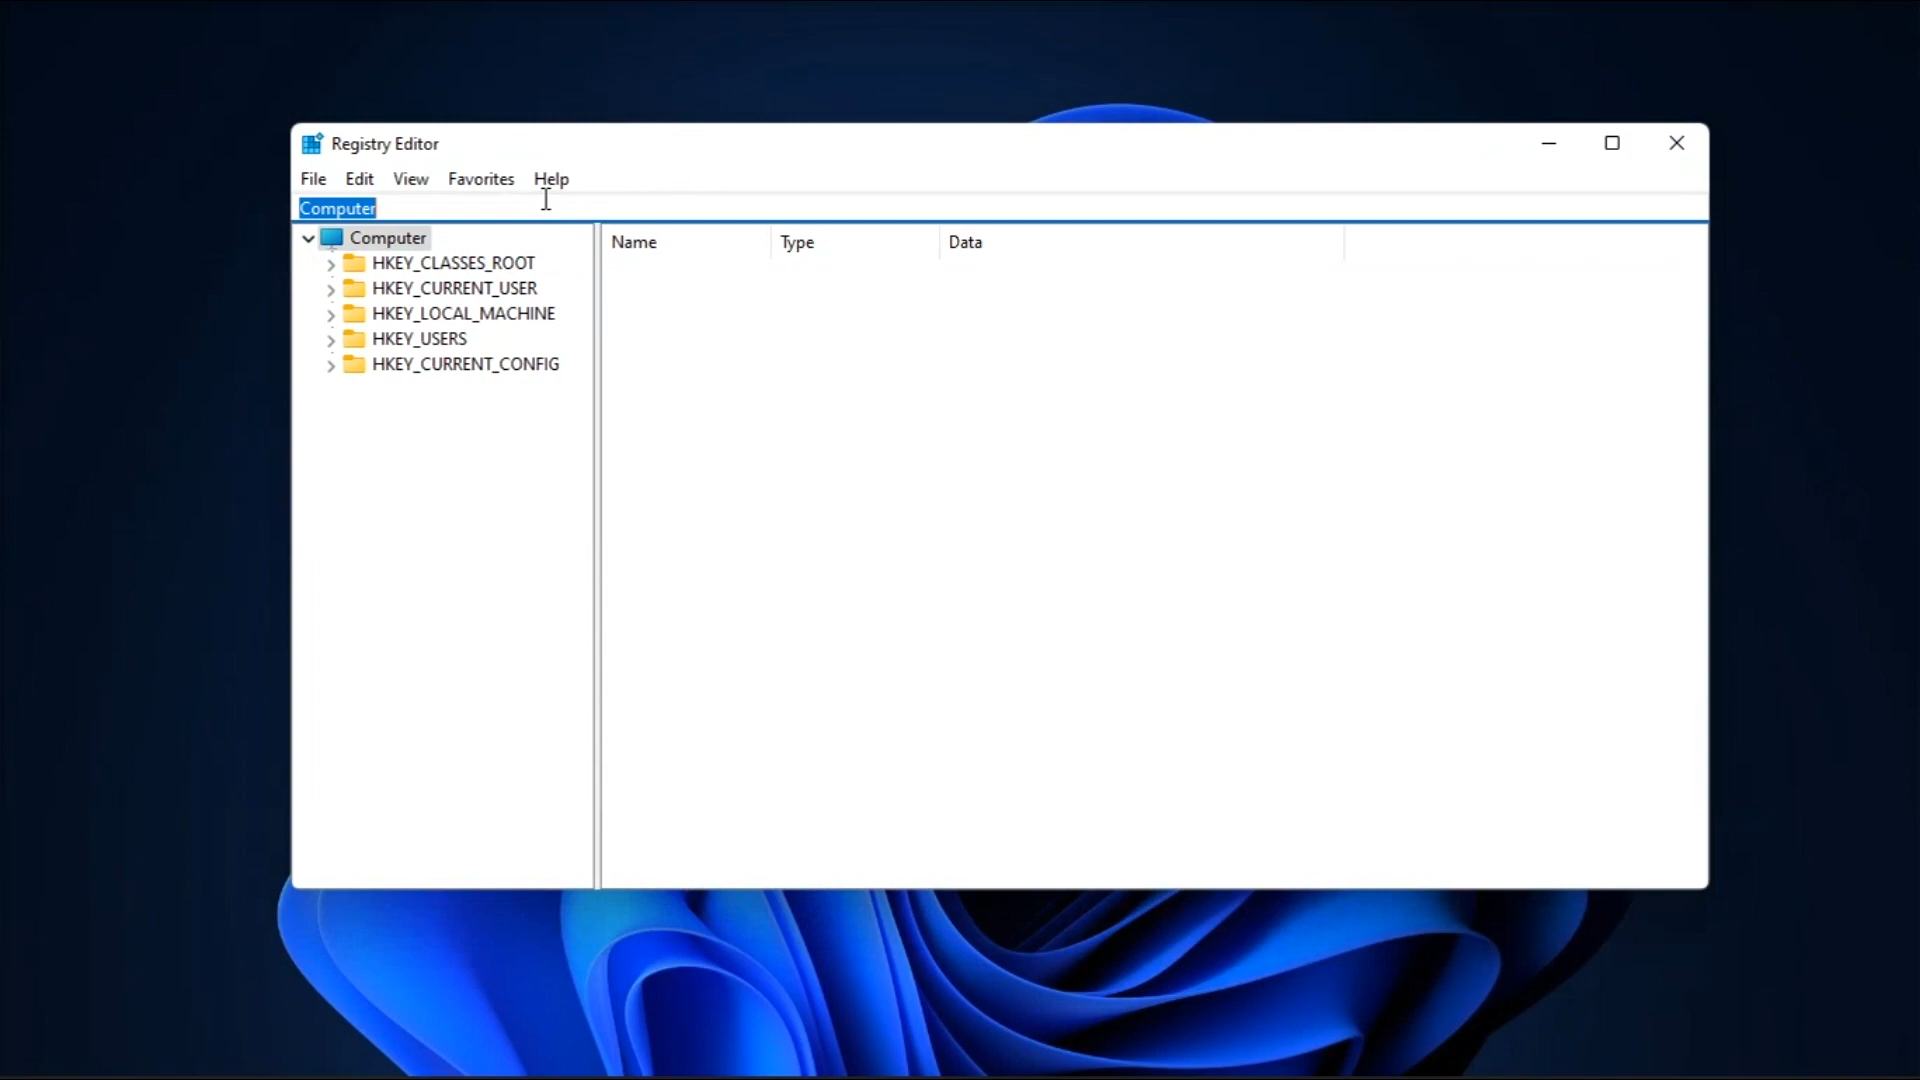 Registry Editor
File Edit View Favorites Help
Computer
Computer
Name Type Data
HKEY_CLASSES_ROOT
HKEY_CURRENT_USER
HKEY_LOCAL_MACHINE
HKEY_USERS
HKEY_CURRENT_CONFIG